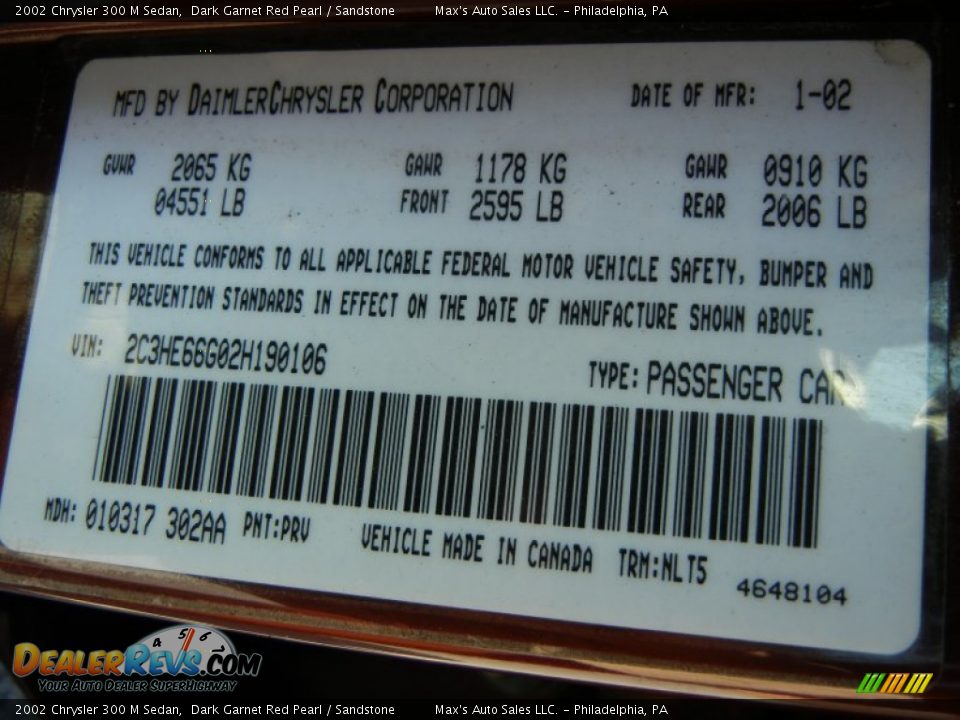 2002 Chrysler 300 M Sedan, Dark Garnet Red Pearl / Sandstone Max's Auto Sales LLC. - Philadelphia, PA
MFD BY DAIMLERCHRYSLER CORPORATION DATE OF MFR: 1-02
GVWR 2065 KG GAWR 1178 KG GAWR 0910 KG
04551 LB FRONT 2595 LB REAR 2006 LB
THIS VEHICLE CONFORMS TO ALL APPLICABLE FEDERAL MOTOR VEHICLE SAFETY, BUMPER AND
THEFT PREVENTION STANDARDS IN EFFECT ON THE DATE OF MANUFACTURE SHOWN ABOVE.
VIN: 2C3HE66G02H190106 TYPE: PASSENGER CAR
MDH: 010317 302AA PNT:PRV VEHICLE MADE IN CANADA TRM:NLT5 4648104
4 5 6
DEALERREVS.COM
YOUR AUTO DEALER SUPERHIGHWAY
2002 Chrysler 300 M Sedan, Dark Garnet Red Pearl / Sandstone Max's Auto Sales LLC. - Philadelphia, PA